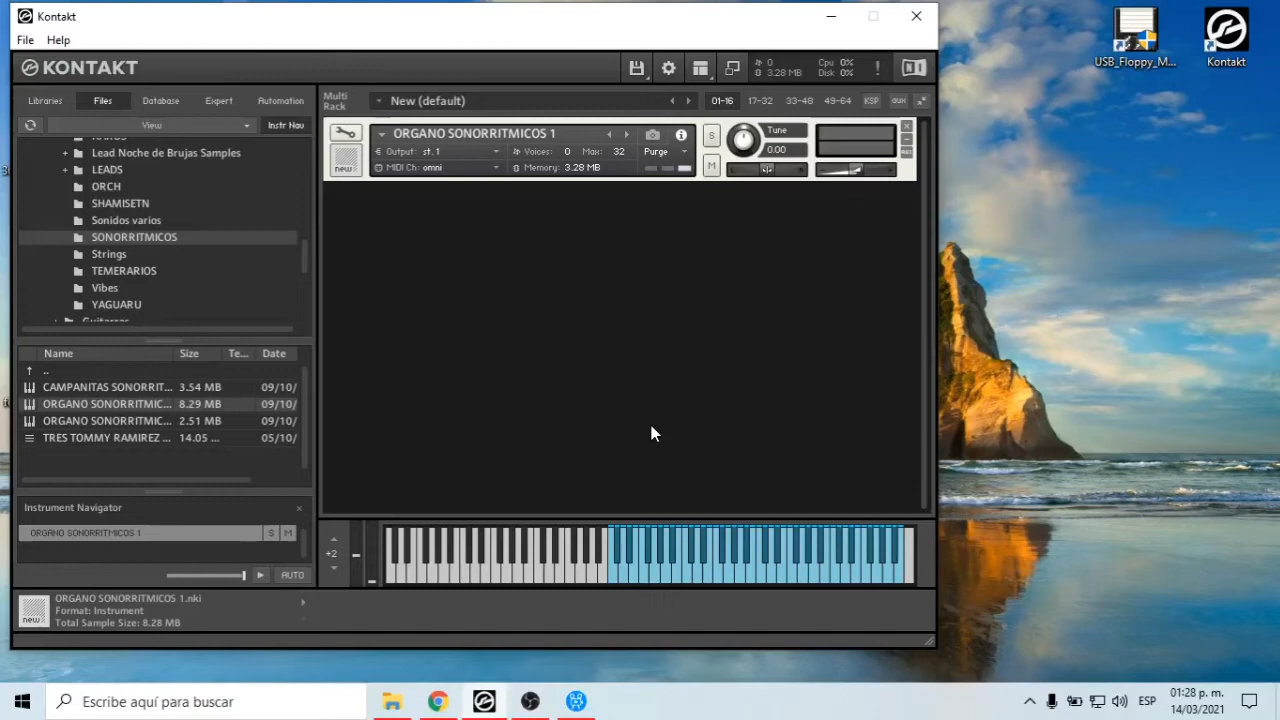 Kontakt
File Help
KONTAKT
0
3.28 MB
Cpu 0%
Disk 0%
!
Libraries Files Database Expert Automation
View
Instr Nav
Lead Noche de Brujas Samples
LEADS
ORCH
SHAMISETN
Sonidos varios
SONORRITMICOS
Strings
TEMERARIOS
Vibes
YAGUARU
Guitarras
Name Size Te... Date
..
CAMPANITAS SONORRIT... 3.54 MB 09/10/
ORGANO SONORRITMIC... 8.29 MB 09/10/
ORGANO SONORRITMIC... 2.51 MB 09/10/
TRES TOMMY RAMIREZ ... 14.05 ... 05/10/
Instrument Navigator
ORGANO SONORRITMICOS 1 S M
AUTO
Multi
Rack
New (default)
01-16 17-32 33-48 49-64 KSP aux
ORGANO SONORRITMICOS 1
Output: st. 1 Voices: 0 Max: 32 Purge
MIDI Ch: omni Memory: 3.28 MB
new
S
M
Tune
0.00
+2
ORGANO SONORRITMICOS 1.nki
Format: Instrument
Total Sample Size: 8.28 MB
new
USB_Floppy_M...
Kontakt
Escribe aquí para buscar
ESP
01:28 p. m.
14/03/2021